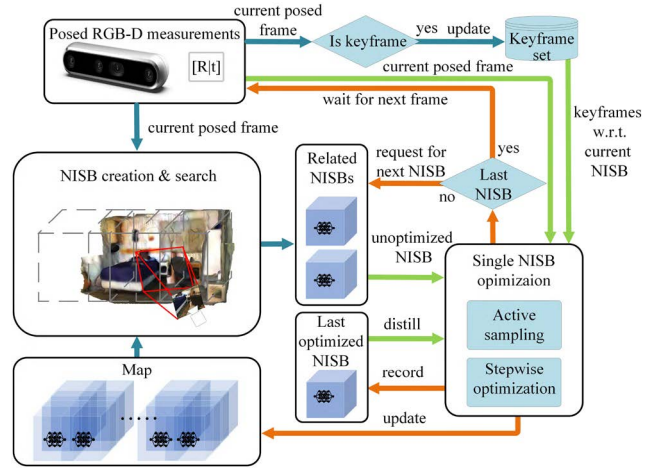 current posed
frame
Posed RGB-D measurements
[R|t]
Is keyframe
yes
update
Keyframe
set
current posed frame
wait for next frame
current posed frame
keyframes
w.r.t.
current
NISB
NISB creation & search
Related
NISBs
request for
next NISB
yes
no
Last
NISB
unoptimized
NISB
Single NISB
opimizaion
Active
sampling
Stepwise
optimization
Last
optimized
NISB
distill
record
Map
......
update